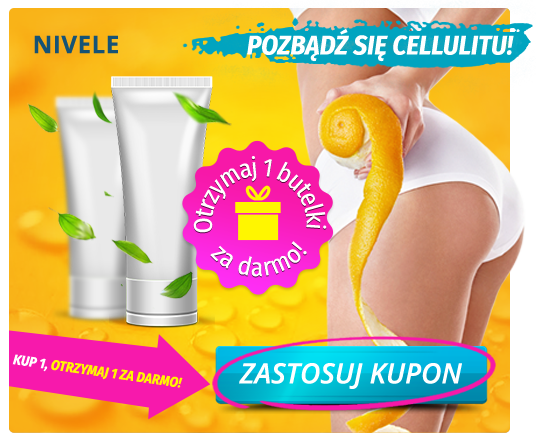 NIVELE
POZBĄDŹ SIĘ CELLULITU!
Otrzymaj 1 butelki
za darmo!
KUP 1, OTRZYMAJ 1 ZA DARMO!
ZASTOSUJ KUPON